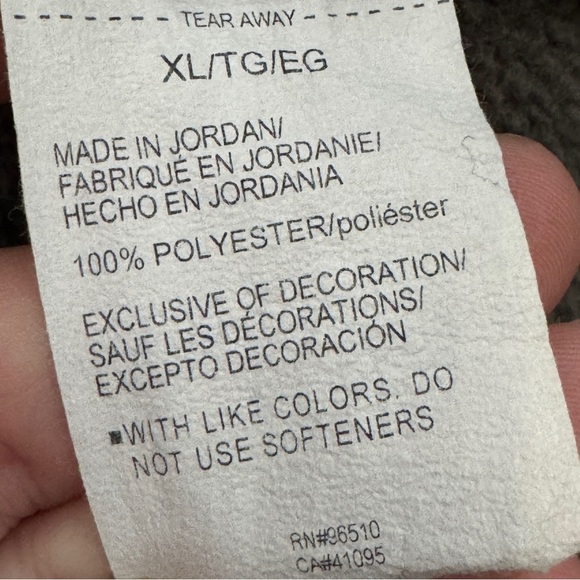 TEAR AWAY
XL/TG/EG
MADE IN JORDAN/
FABRIQUÉ EN JORDANIE/
HECHO EN JORDANIA
100% POLYESTER/poliéster
EXCLUSIVE OF DECORATION/
SAUF LES DÉCORATIONS/
EXCEPTO DECORACIÓN
WITH LIKE COLORS. DO
NOT USE SOFTENERS
RN#96510
CA#41095